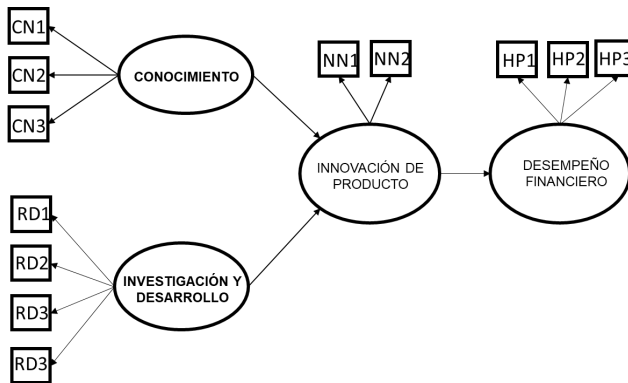 CN1
CN2
CN3
CONOCIMIENTO
NN1
NN2
HP1
HP2
HP3
INNOVACIÓN DE
PRODUCTO
DESEMPEÑO
FINANCIERO
RD1
RD2
RD3
RD3
INVESTIGACIÓN Y
DESARROLLO